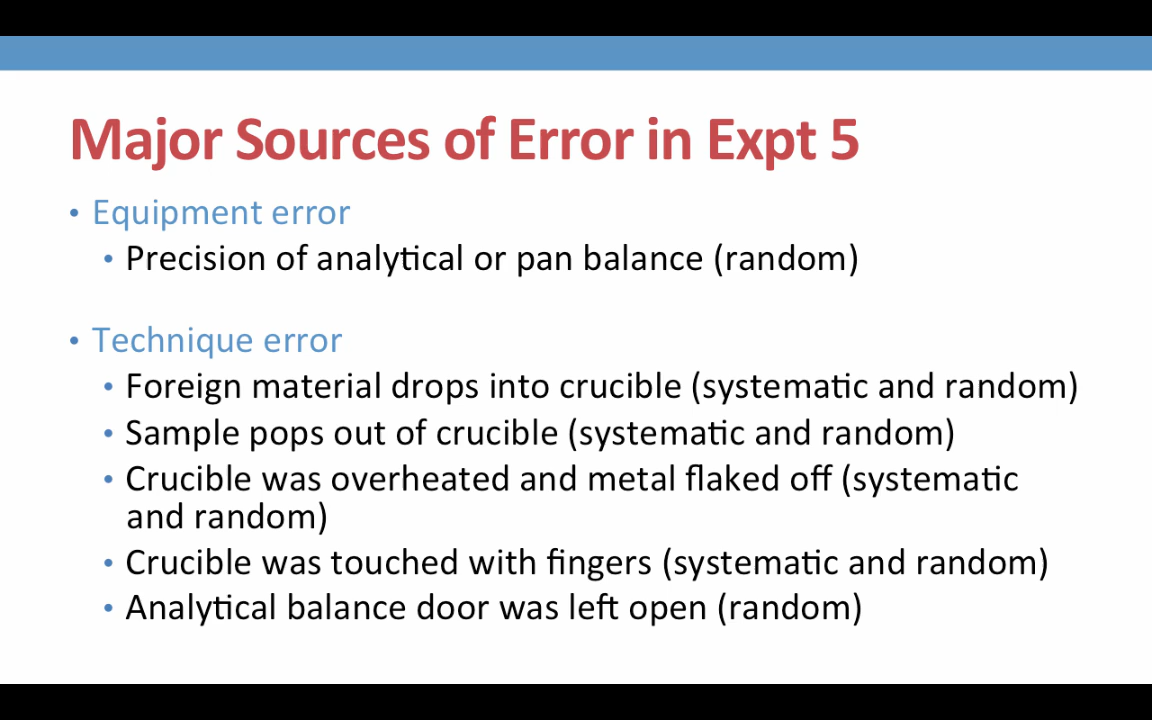 Major Sources of Error in Expt 5
• Equipment error
• Precision of analytical or pan balance (random)
• Technique error
• Foreign material drops into crucible (systematic and random)
• Sample pops out of crucible (systematic and random)
• Crucible was overheated and metal flaked off (systematic
and random)
• Crucible was touched with fingers (systematic and random)
• Analytical balance door was left open (random)